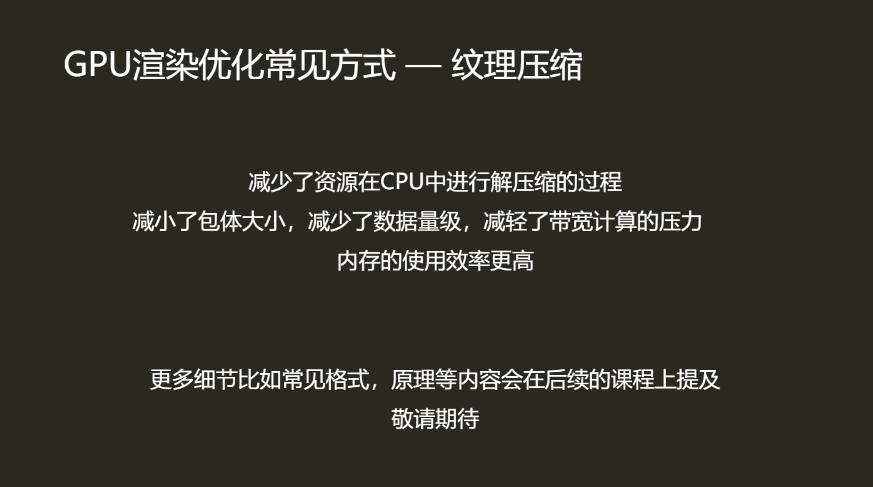 GPU渲染优化常见方式 — 纹理压缩
减少了资源在CPU中进行解压缩的过程
减小了包体大小，减少了数据量级，减轻了带宽计算的压力
内存的使用效率更高
更多细节比如常见格式，原理等内容会在后续的课程上提及
敬请期待